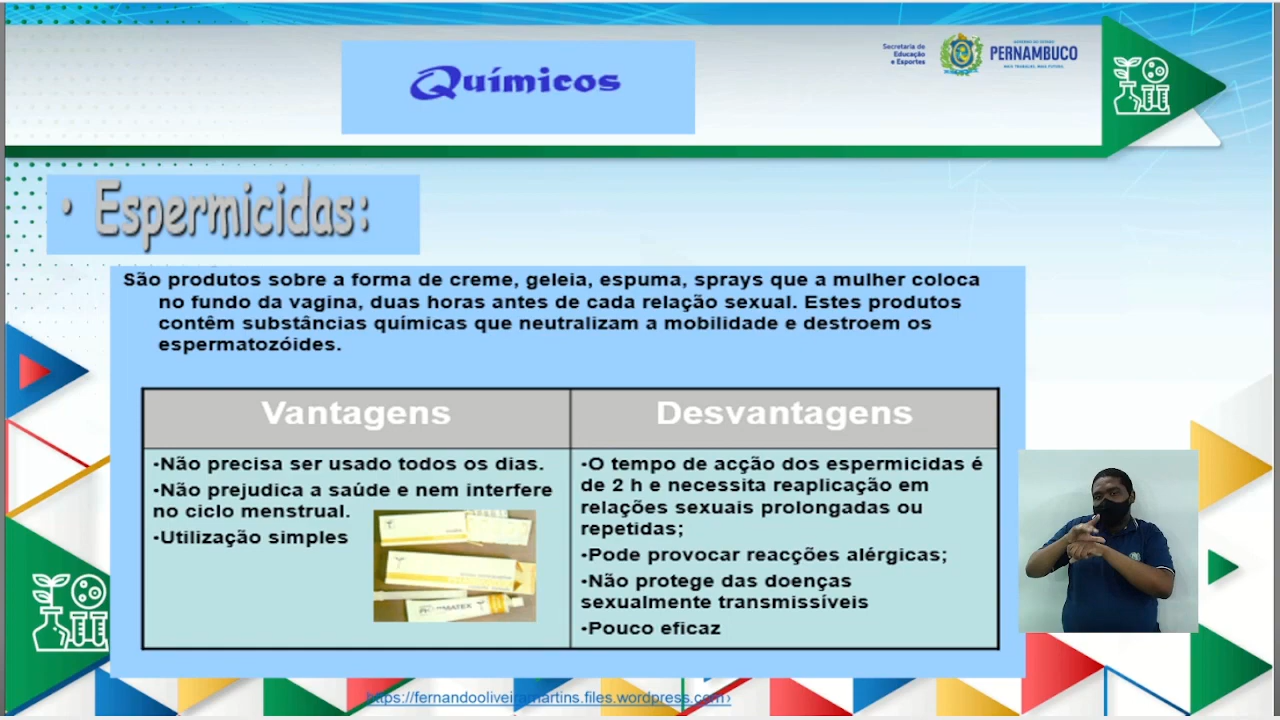 Químicos
Secretaria de
Educação
e Esportes
GOVERNO DO ESTADO
PERNAMBUCO
MAIS TRABALHO, MAIS FUTURO.
• Espermicidas:
São produtos sobre a forma de creme, geleia, espuma, sprays que a mulher coloca
no fundo da vagina, duas horas antes de cada relação sexual. Estes produtos
contêm substâncias químicas que neutralizam a mobilidade e destroem os
espermatozóides.
Vantagens
•Não precisa ser usado todos os dias.
•Não prejudica a saúde e nem interfere
no ciclo menstrual.
•Utilização simples
Desvantagens
•O tempo de acção dos espermicidas é
de 2 h e necessita reaplicação em
relações sexuais prolongadas ou
repetidas;
•Pode provocar reacções alérgicas;
•Não protege das doenças
sexualmente transmissíveis
•Pouco eficaz
https://fernandooliveiramartins.files.wordpress.com›